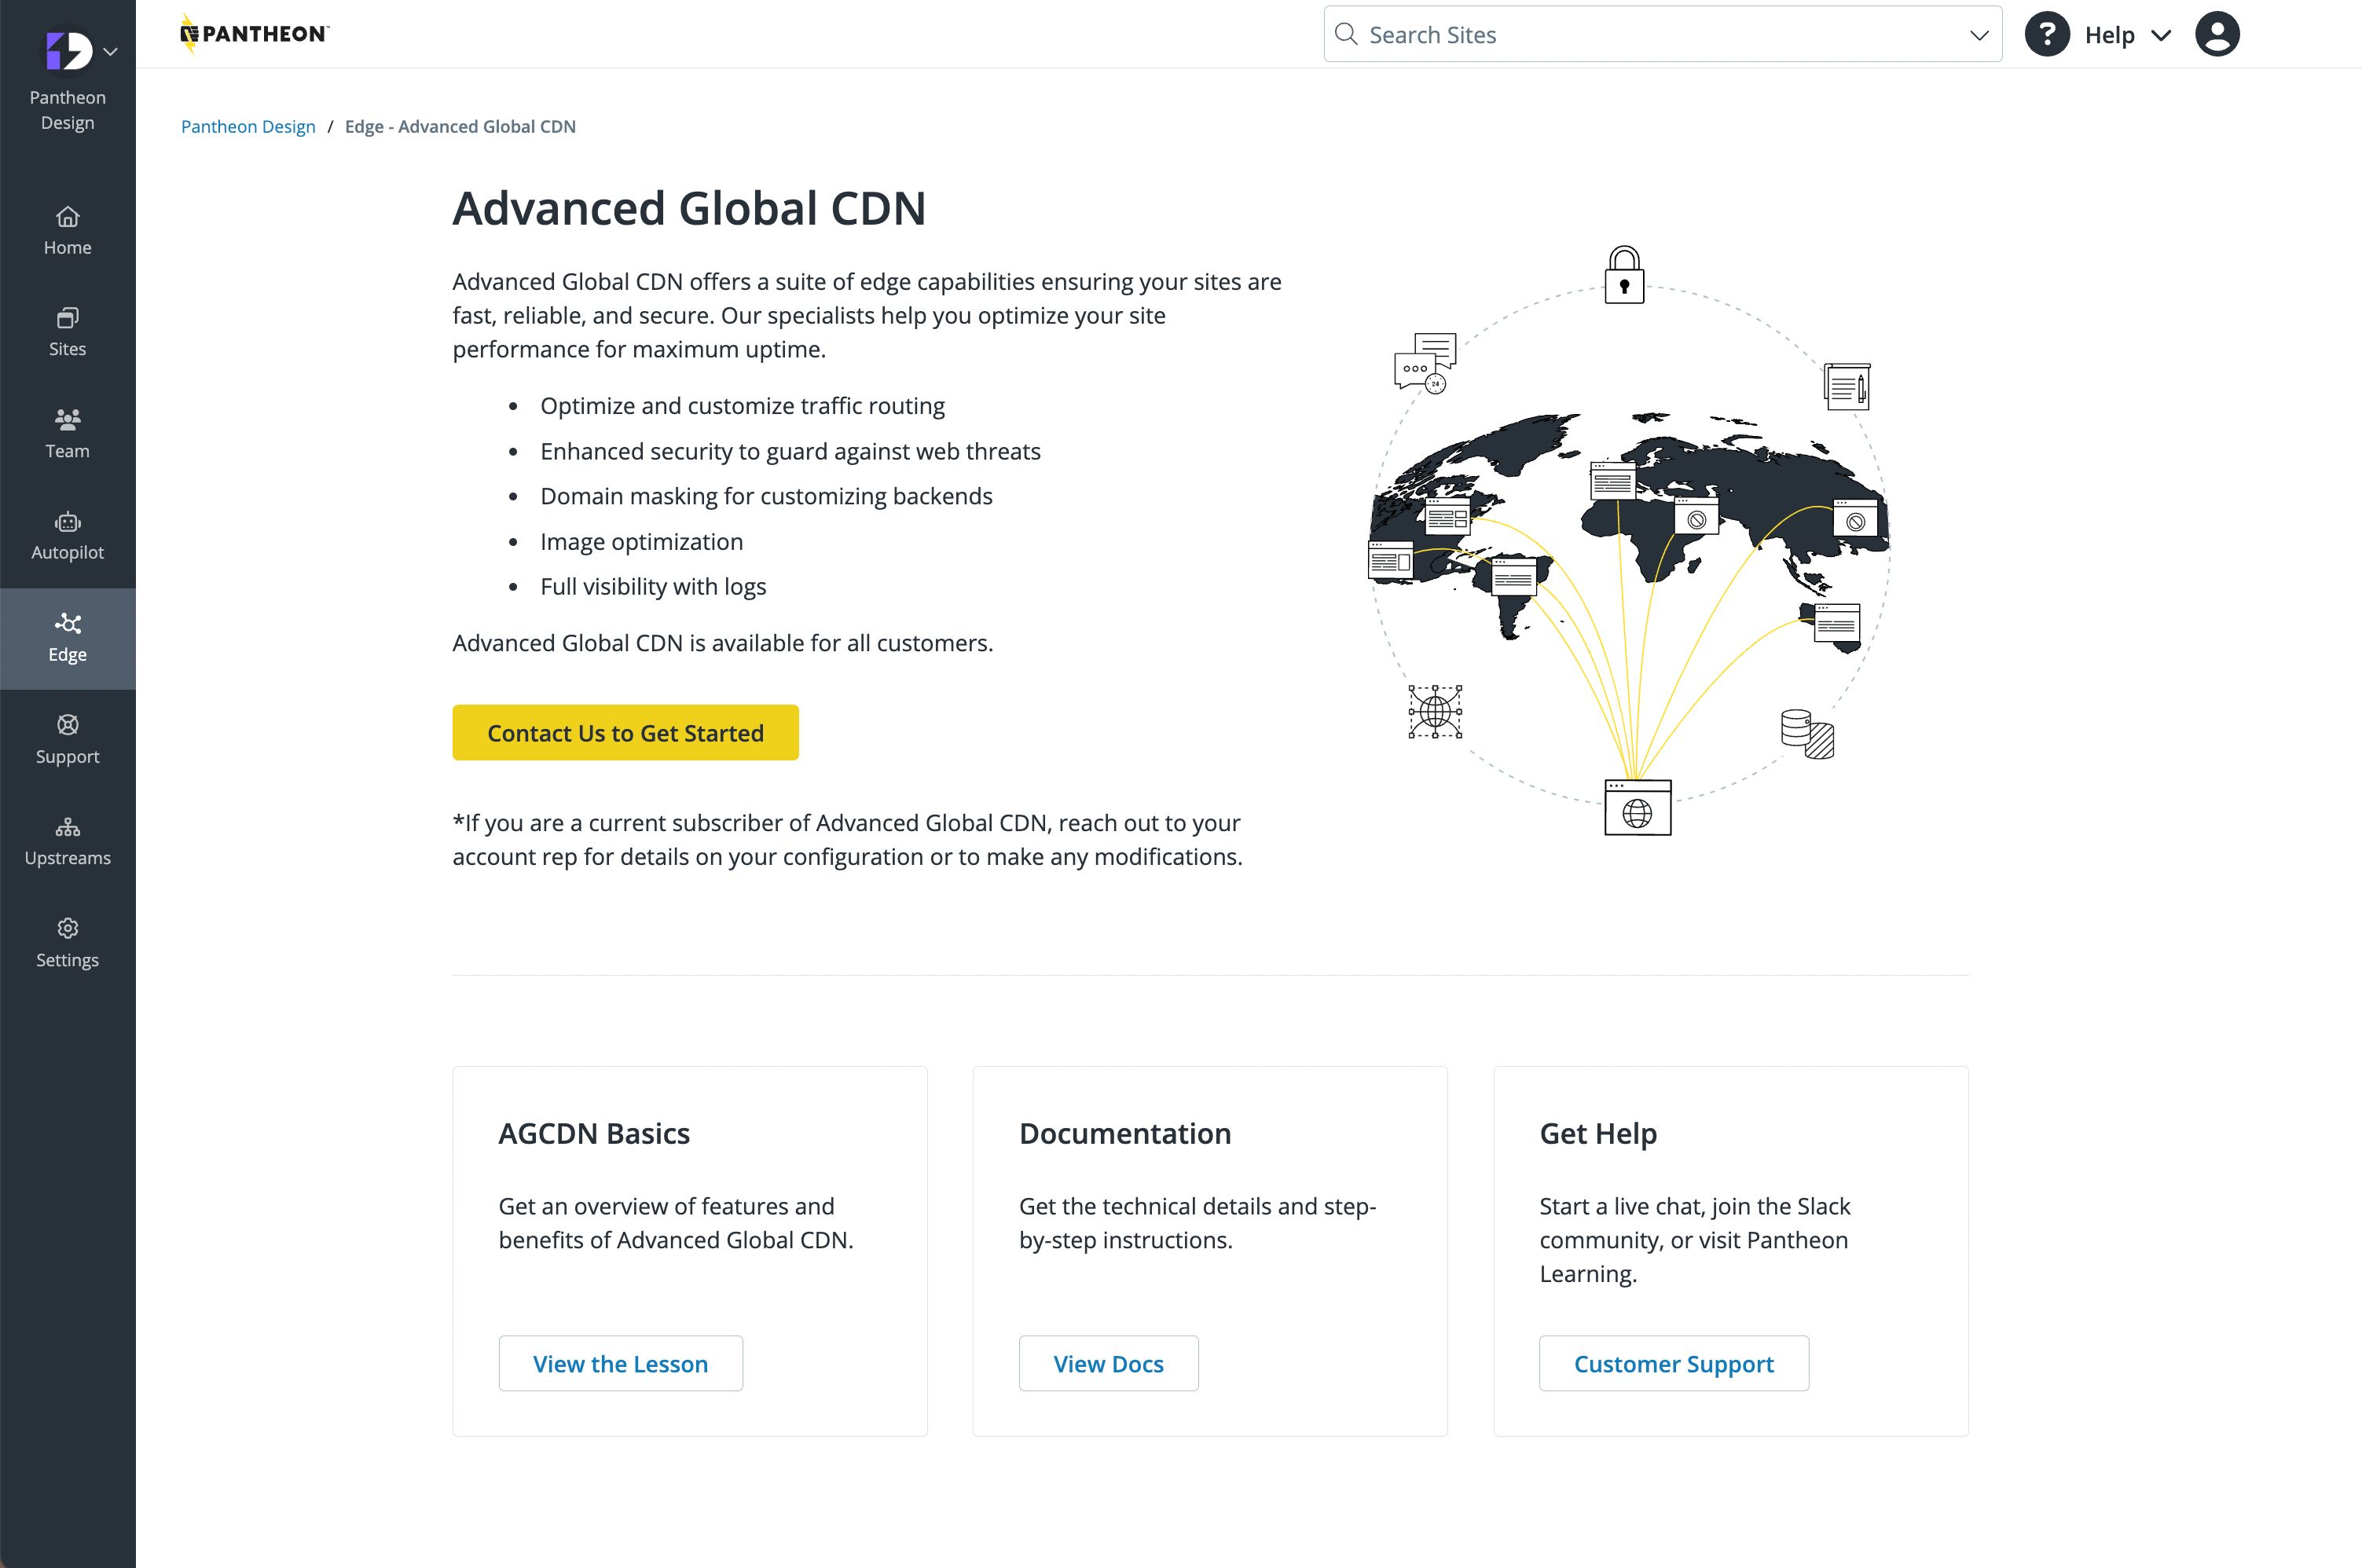 Pantheon
Design
Home
Sites
Team
Autopilot
Edge
Support
Upstreams
Settings
PANTHEON™
Search Sites
? Help
Pantheon Design / Edge - Advanced Global CDN
Advanced Global CDN
Advanced Global CDN offers a suite of edge capabilities ensuring your sites are
fast, reliable, and secure. Our specialists help you optimize your site
performance for maximum uptime.
• Optimize and customize traffic routing
• Enhanced security to guard against web threats
• Domain masking for customizing backends
• Image optimization
• Full visibility with logs
Advanced Global CDN is available for all customers.
Contact Us to Get Started
*If you are a current subscriber of Advanced Global CDN, reach out to your
account rep for details on your configuration or to make any modifications.
24
AGCDN Basics
Get an overview of features and
benefits of Advanced Global CDN.
View the Lesson
Documentation
Get the technical details and step-
by-step instructions.
View Docs
Get Help
Start a live chat, join the Slack
community, or visit Pantheon
Learning.
Customer Support